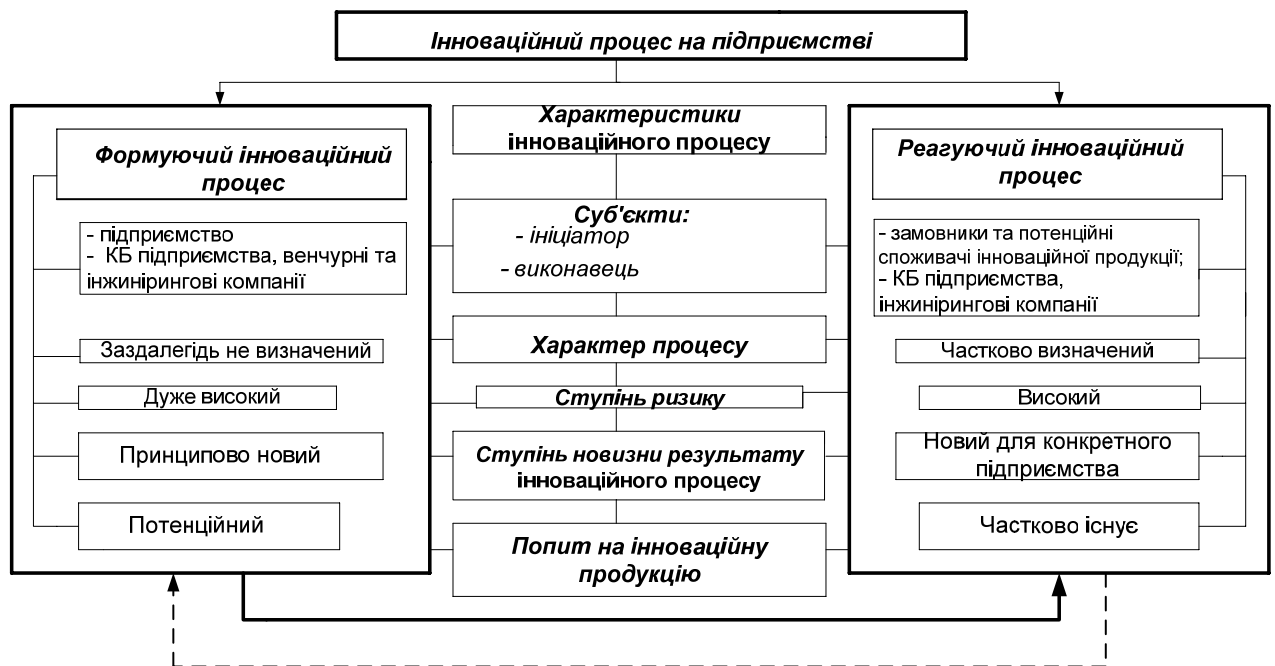 Інноваційний процес на підприємстві
Формуючий інноваційний
процес
- підприємство
- КБ підприємства, венчурні та
інжинірингові компанії
Заздалегідь не визначений
Дуже високий
Принципово новий
Потенційний
Характеристики
інноваційного процесу
Суб'єкти:
- ініціатор
- виконавець
Характер процесу
Ступінь ризику
Ступінь новизни результату
інноваційного процесу
Попит на інноваційну
продукцію
Реагуючий інноваційний
процес
- замовники та потенційні
споживачі інноваційної продукції;
- КБ підприємства,
інжинірингові компанії
Частково визначений
Високий
Новий для конкретного
підприємства
Частково існує